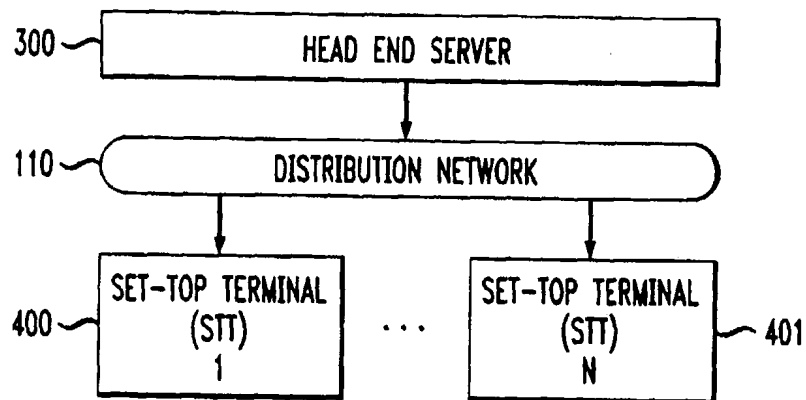 300
HEAD END SERVER
110
DISTRIBUTION NETWORK
400
SET-TOP TERMINAL
(STT)
1
...
SET-TOP TERMINAL
(STT)
N
401